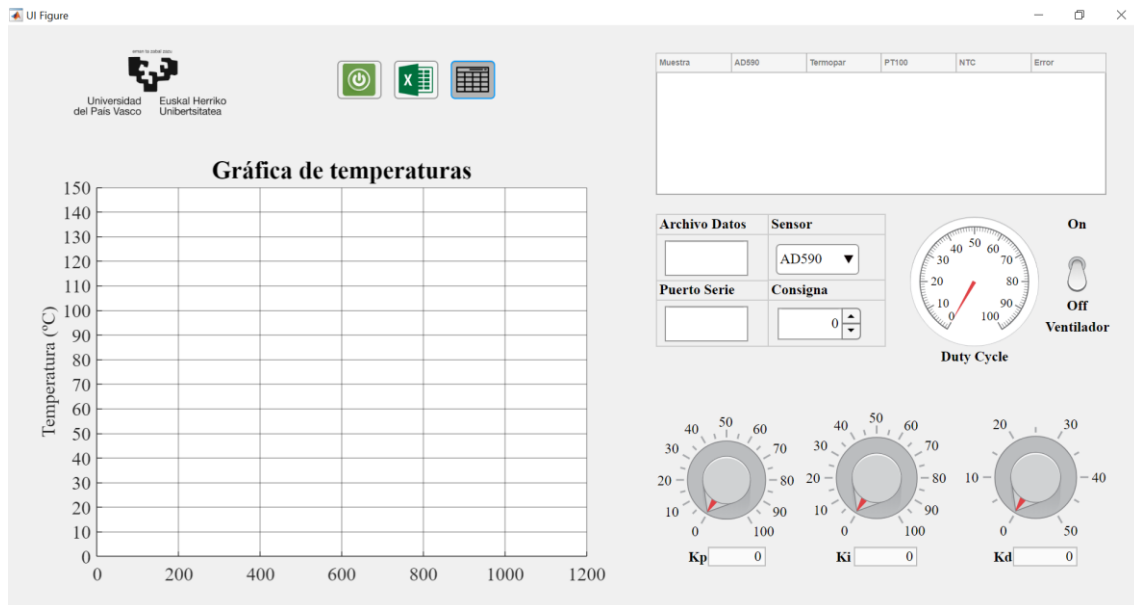 UI Figure
eman ta zabal zazu
Universidad
del País Vasco
Euskal Herriko
Unibertsitatea
Muestra AD590 Termopar PT100 NTC Error
Gráfica de temperaturas
Temperatura (ºC)
150
140
130
120
110
100
90
80
70
60
50
40
30
20
10
0
0 200 400 600 800 1000 1200
Archivo Datos Sensor
AD590
Puerto Serie Consigna
0
0 10 20 30 40 50 60 70 80 90 100
Duty Cycle
On
Off
Ventilador
0 10 20 30 40 50 60 70 80 90 100
Kp 0
0 10 20 30 40 50 60 70 80 90 100
Ki 0
0 10 20 30 40 50
Kd 0